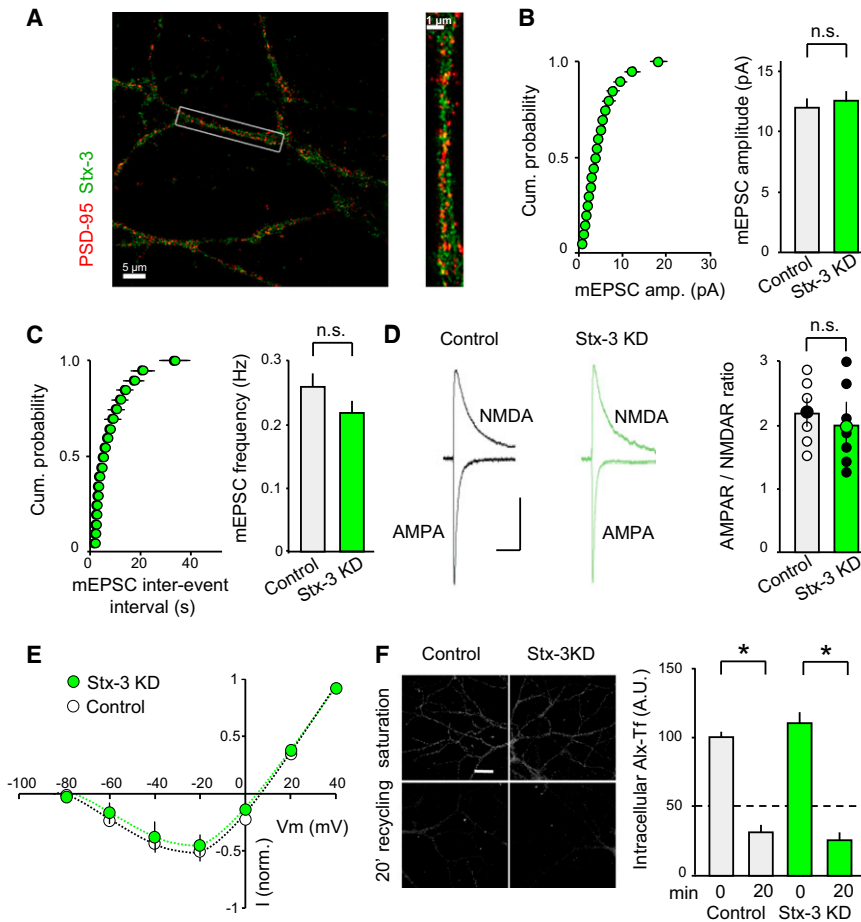 A
PSD-95 Stx-3
5 µm
1 µm
B
Cum. probability
1.0
0.5
0
0 10 20 30
mEPSC amp. (pA)
n.s.
mEPSC amplitude (pA)
15
10
5
0
Control
Stx-3 KD
C
Cum. probability
1.0
0.5
0
0 20 40
mEPSC inter-event
interval (s)
n.s.
mEPSC frequency (Hz)
0.3
0.2
0.1
0
Control
Stx-3 KD
D
Control
NMDA
AMPA
Stx-3 KD
NMDA
AMPA
n.s.
AMPAR / NMDAR ratio
3
2
1
0
Control
Stx-3 KD
E
Stx-3 KD
Control
1
0.5
-100 -80 -60 -40 -20 0 20 40
Vm (mV)
-0.5
-1
I (norm.)
F
Control Stx-3KD
saturation
20' recycling
* *
Intracellular Alx-Tf (A.U.)
150
100
50
0
min 0 20 0 20
Control Stx-3 KD